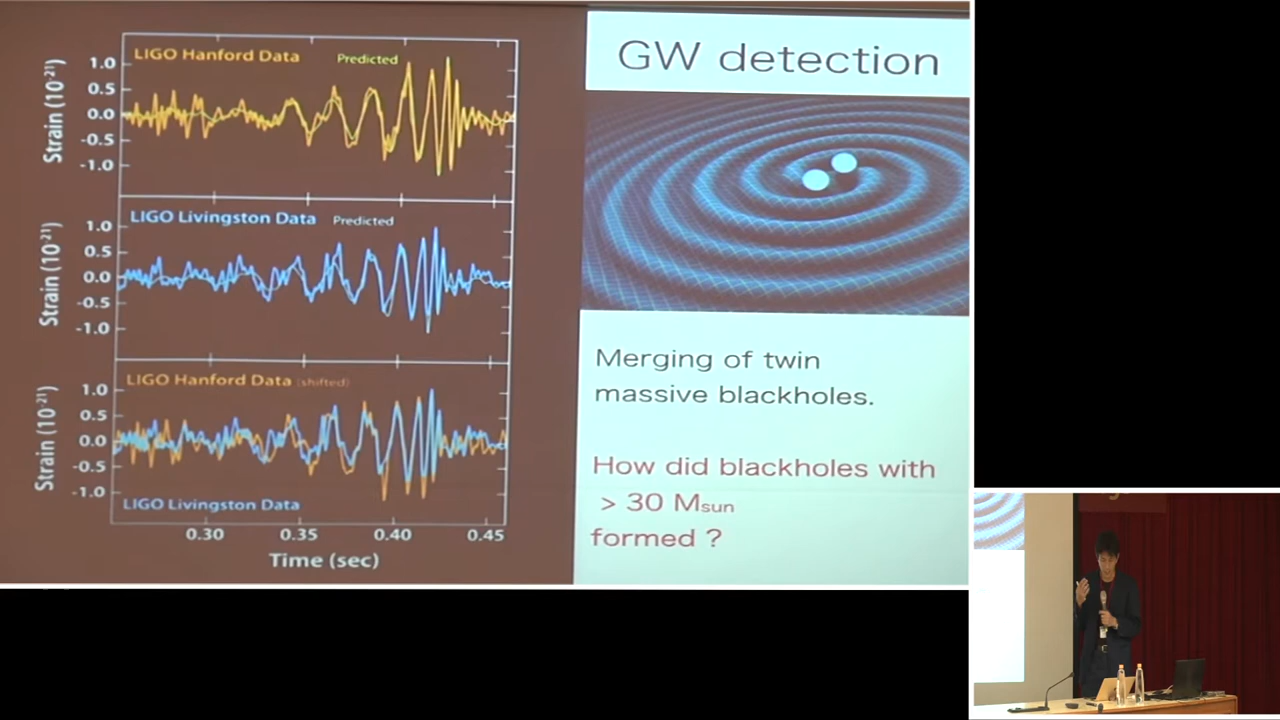 LIGO Hanford Data Predicted
1.0
0.5
0.0
-0.5
-1.0
Strain (10⁻²¹)
LIGO Livingston Data Predicted
1.0
0.5
0.0
-0.5
-1.0
Strain (10⁻²¹)
LIGO Hanford Data (shifted)
1.0
0.5
0.0
-0.5
-1.0
Strain (10⁻²¹)
LIGO Livingston Data
0.30 0.35 0.40 0.45
Time (sec)
GW detection
Merging of twin
massive blackholes.
How did blackholes with
> 30 Msun
formed ?